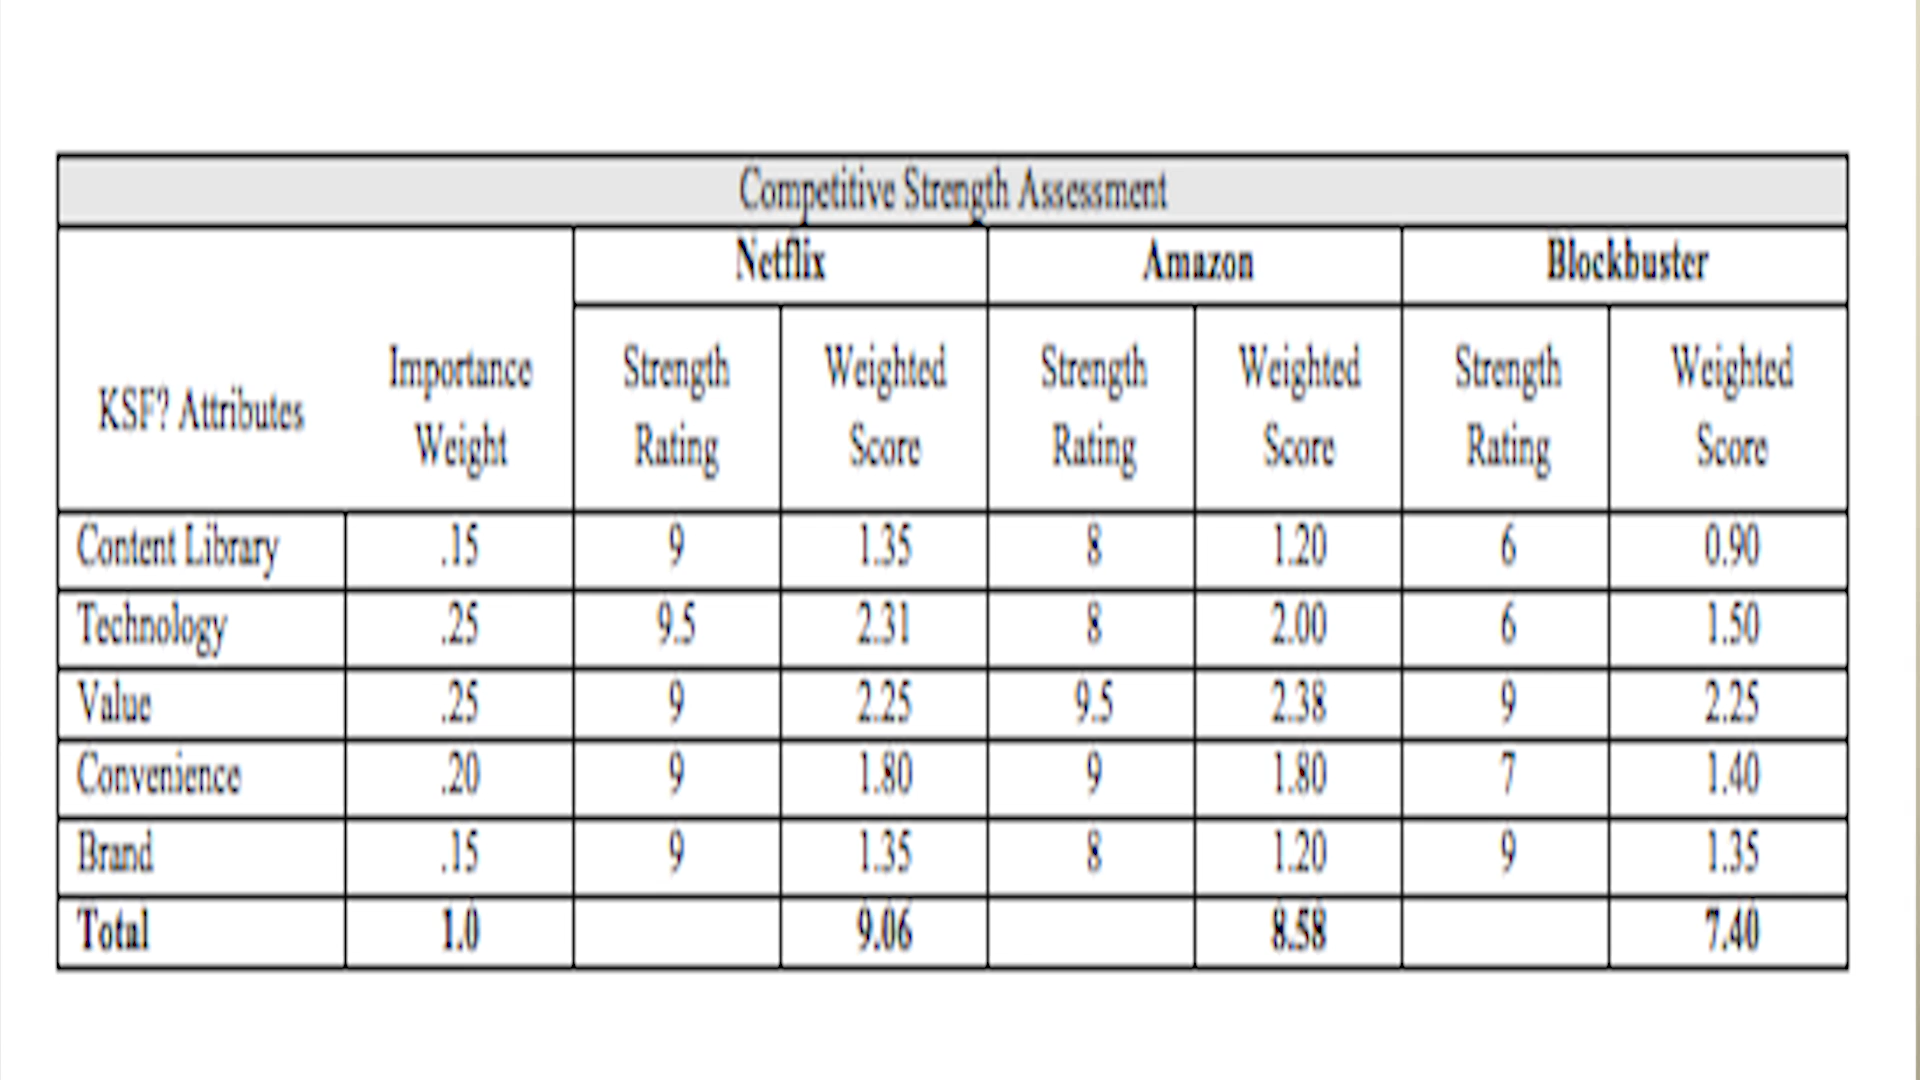 Competitive Strength Assessment
Netflix Amazon Blockbuster
KSF? Attributes Importance Weight Strength Rating Weighted Score Strength Rating Weighted Score Strength Rating Weighted Score
Content Library .15 9 1.35 8 1.20 6 0.90
Technology .25 9.5 2.31 8 2.00 6 1.50
Value .25 9 2.25 9.5 2.38 9 2.25
Convenience .20 9 1.80 9 1.80 7 1.40
Brand .15 9 1.35 8 1.20 9 1.35
Total 1.0 9.06 8.58 7.40